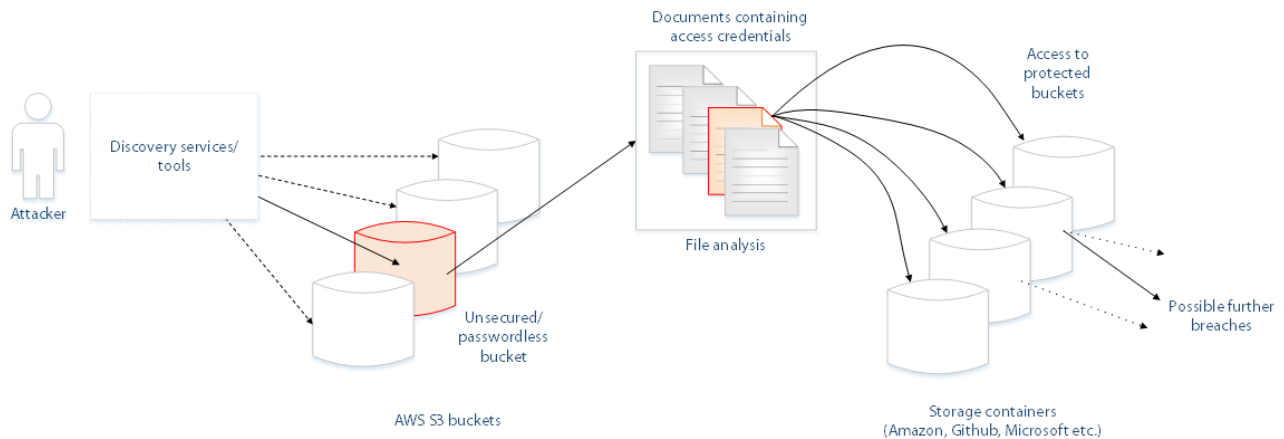 Documents containing
access credentials
Access to
protected
buckets
Discovery services/
tools
Attacker
File analysis
Unsecured/
passwordless
bucket
Possible further
breaches
AWS S3 buckets
Storage containers
(Amazon, Github, Microsoft etc.)